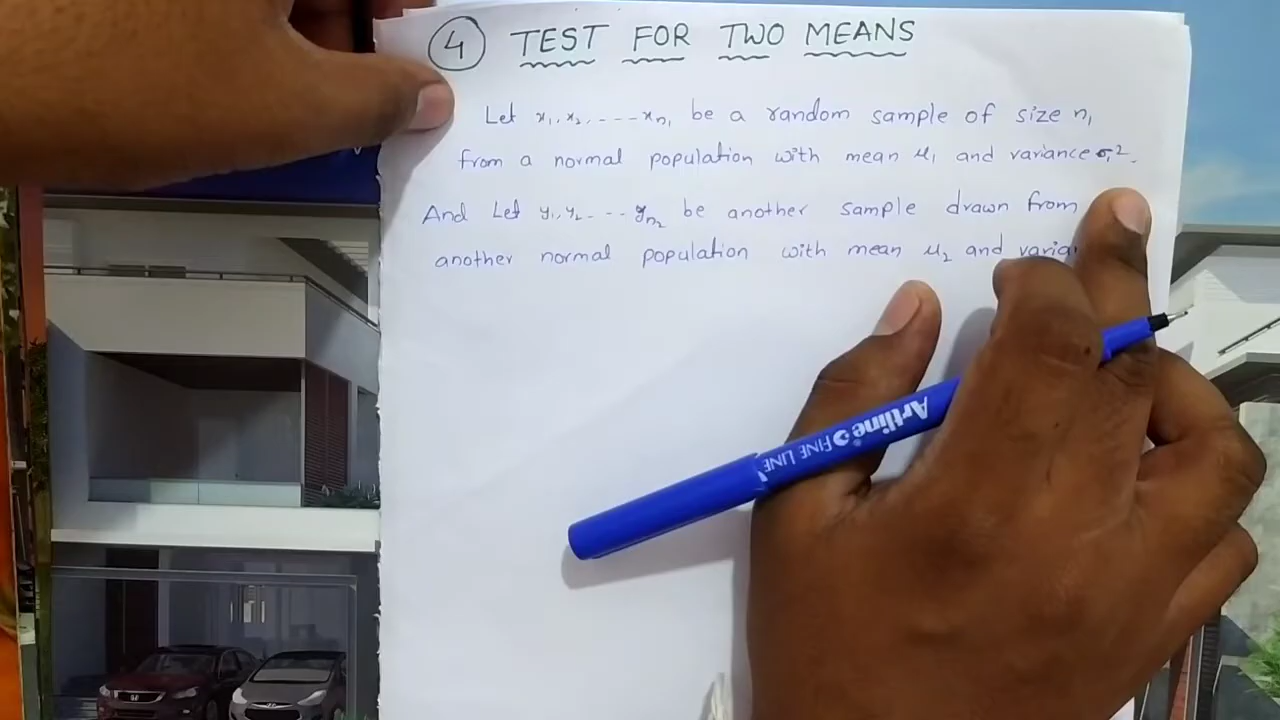 4 TEST FOR TWO MEANS
Let x₁, x₂, ---- xₙ₁ be a random sample of size n₁
from a normal population with mean μ₁ and variance σ₁².
And Let y₁, y₂ - - -- yₙ₂ be another sample drawn from
another normal population with mean μ₂ and
Artline FINE LINE